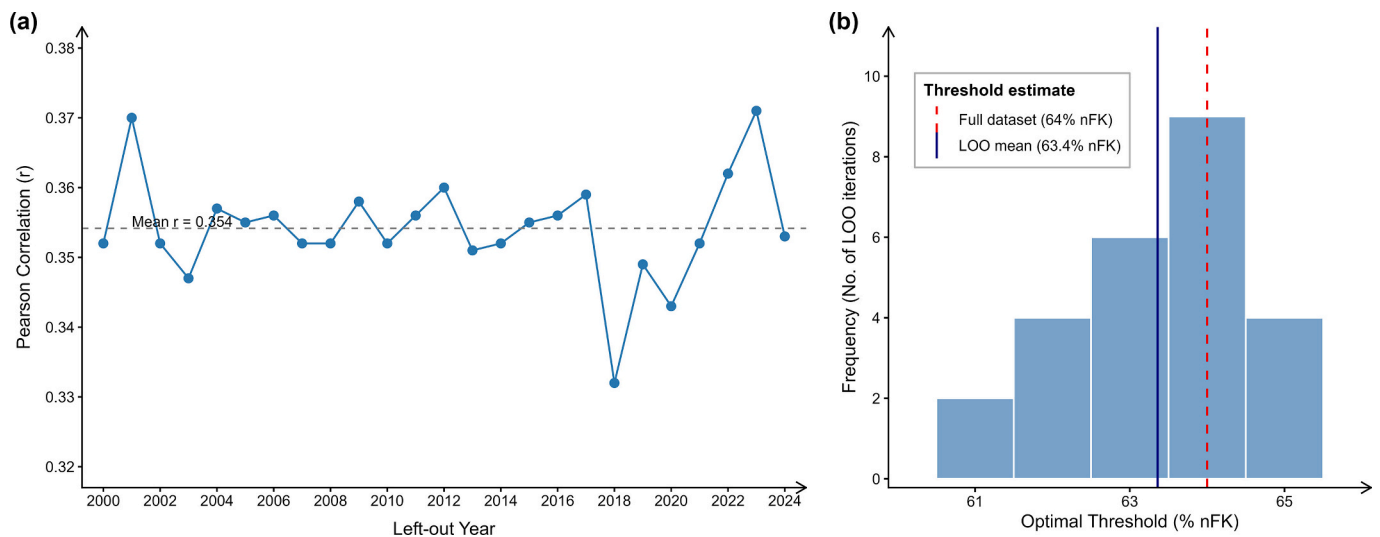 (a)
0.38
0.37
0.36
0.35
0.34
0.33
0.32
Pearson Correlation (r)
Mean r = 0.354
2000 2002 2004 2006 2008 2010 2012 2014 2016 2018 2020 2022 2024
Left-out Year
(b)
10
8
6
4
2
0
Frequency (No. of LOO iterations)
Threshold estimate
Full dataset (64% nFK)
LOO mean (63.4% nFK)
61 63 65
Optimal Threshold (% nFK)